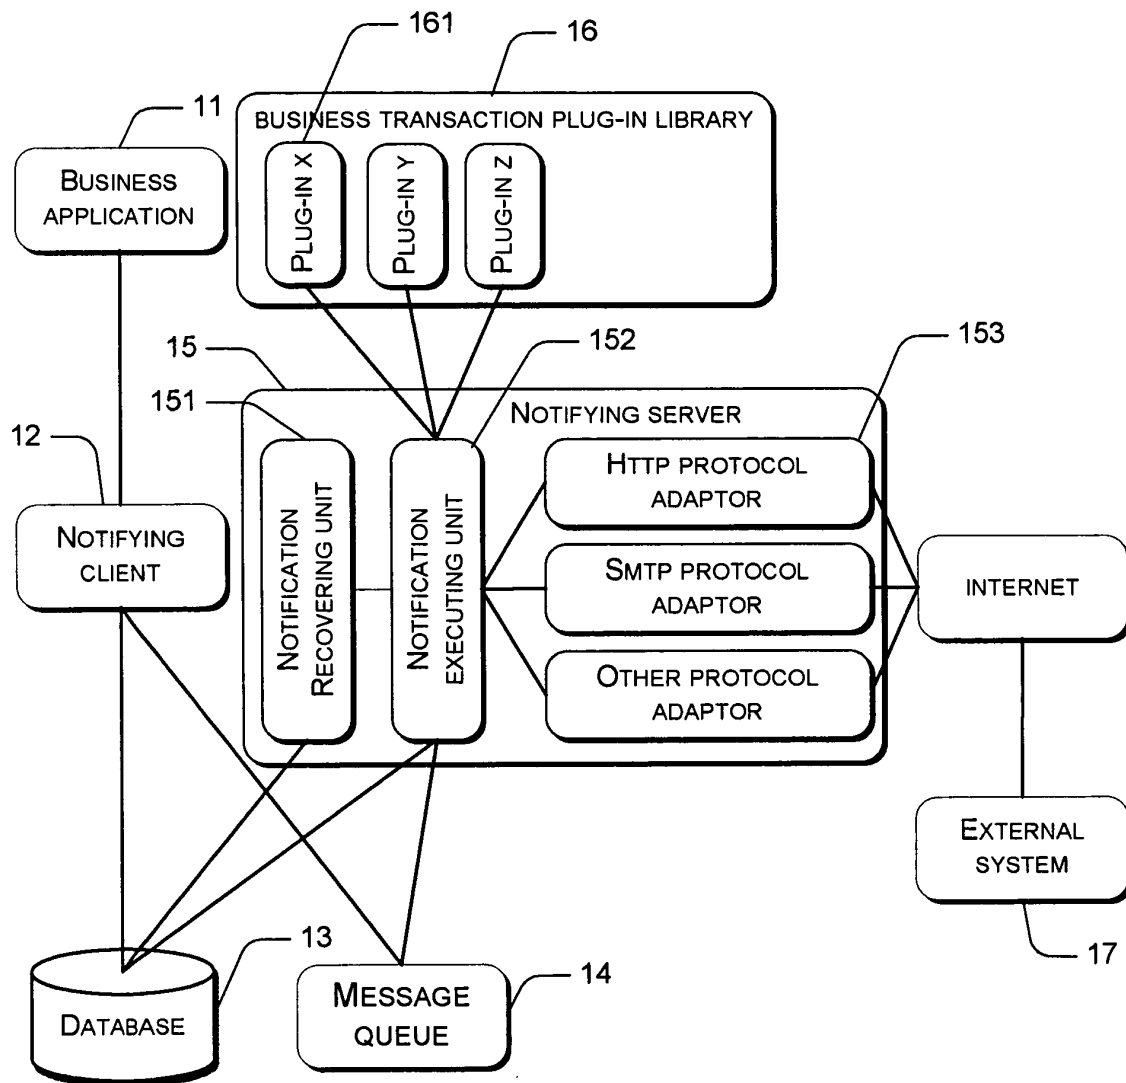 161
16
11
BUSINESS TRANSACTION PLUG-IN LIBRARY
BUSINESS
APPLICATION
PLUG-IN X
PLUG-IN Y
PLUG-IN Z
15
152
153
151
NOTIFYING SERVER
12
HTTP PROTOCOL
ADAPTOR
NOTIFYING
CLIENT
NOTIFICATION
RECOVERING UNIT
NOTIFICATION
EXECUTING UNIT
SMTP PROTOCOL
ADAPTOR
INTERNET
OTHER PROTOCOL
ADAPTOR
EXTERNAL
SYSTEM
13
14
17
DATABASE
MESSAGE
QUEUE